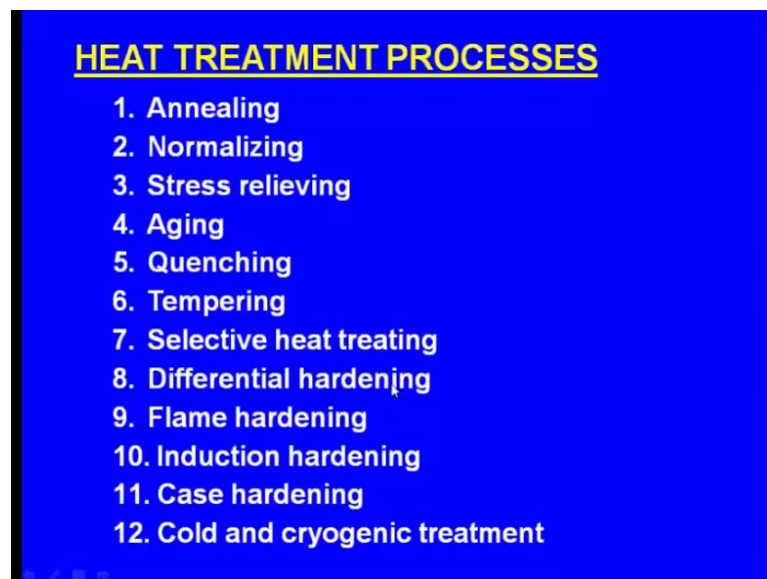 HEAT TREATMENT PROCESSES
1. Annealing
2. Normalizing
3. Stress relieving
4. Aging
5. Quenching
6. Tempering
7. Selective heat treating
8. Differential hardening
9. Flame hardening
10. Induction hardening
11. Case hardening
12. Cold and cryogenic treatment